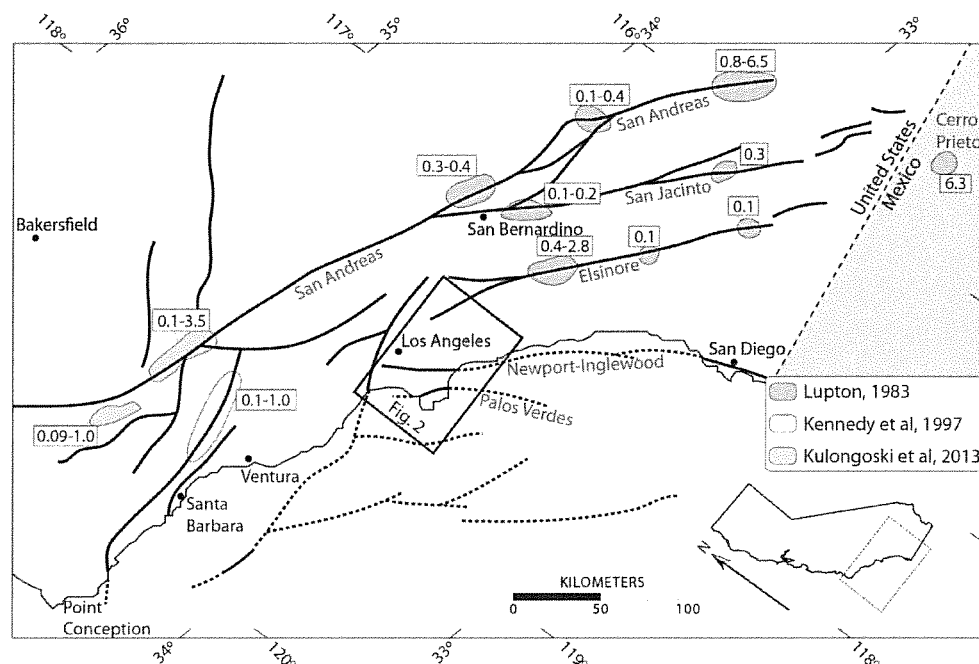 118°
36°
117°
35°
116°
34°
33°
0.8-6.5
0.1-0.4
San Andreas
Cerro
Prieto
6.3
United States
Mexico
0.3-0.4
0.3
San Jacinto
0.1-0.2
San Bernardino
0.1
Bakersfield
0.4-2.8
0.1
Elsinore
San Andreas
0.1-3.5
Los Angeles
San Diego
Newport-Inglewood
Lupton, 1983
0.1-1.0
Palos Verdes
Fig. 2
Kennedy et al, 1997
0.09-1.0
Kulongoski et al, 2013
Ventura
Santa
Barbara
N
KILOMETERS
0 50 100
Point
Conception
34°
120°
33°
119°
118°